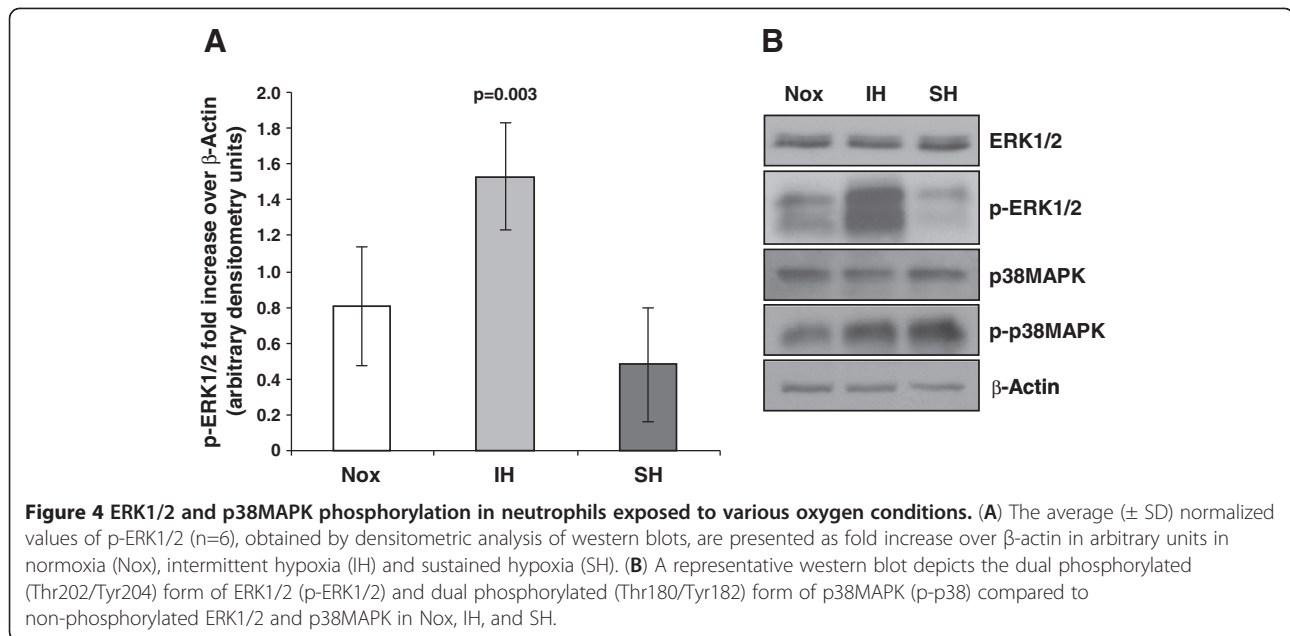 A
p-ERK1/2 fold increase over β-Actin
(arbitrary densitometry units)
2.0
1.8
1.6
1.4
1.2
1.0
0.8
0.6
0.4
0.2
0
p=0.003
Nox IH SH
B
Nox IH SH
ERK1/2
p-ERK1/2
p38MAPK
p-p38MAPK
β-Actin
Figure 4 ERK1/2 and p38MAPK phosphorylation in neutrophils exposed to various oxygen conditions. (A) The average (± SD) normalized
values of p-ERK1/2 (n=6), obtained by densitometric analysis of western blots, are presented as fold increase over β-actin in arbitrary units in
normoxia (Nox), intermittent hypoxia (IH) and sustained hypoxia (SH). (B) A representative western blot depicts the dual phosphorylated
(Thr202/Tyr204) form of ERK1/2 (p-ERK1/2) and dual phosphorylated (Thr180/Tyr182) form of p38MAPK (p-p38) compared to
non-phosphorylated ERK1/2 and p38MAPK in Nox, IH, and SH.